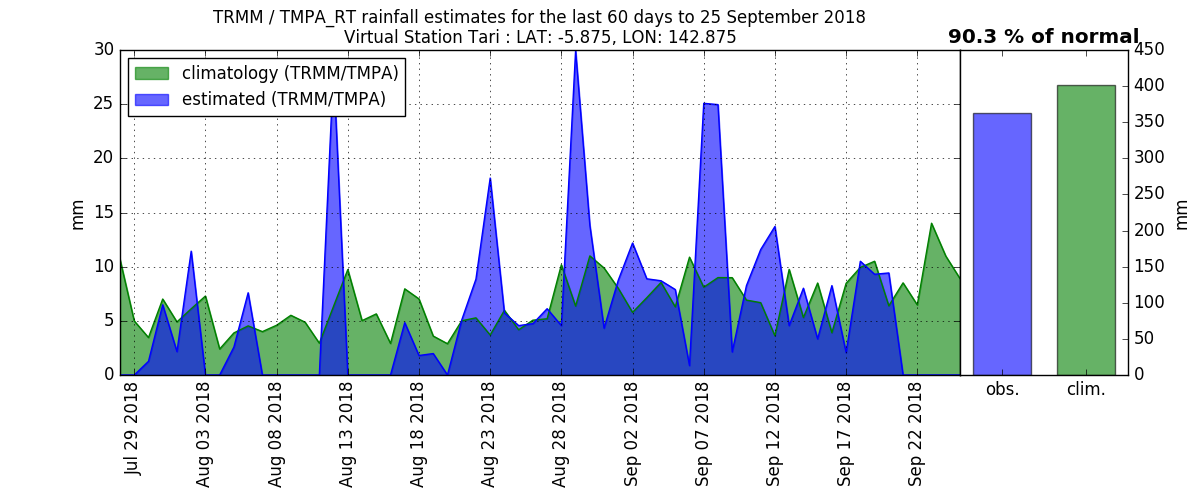 TRMM / TMPA_RT rainfall estimates for the last 60 days to 25 September 2018
Virtual Station Tari : LAT: -5.875, LON: 142.875
90.3 % of normal
climatology (TRMM/TMPA)
estimated (TRMM/TMPA)
30
25
20
15
10
5
0
mm
Jul 29 2018
Aug 03 2018
Aug 08 2018
Aug 13 2018
Aug 18 2018
Aug 23 2018
Aug 28 2018
Sep 02 2018
Sep 07 2018
Sep 12 2018
Sep 17 2018
Sep 22 2018
obs.
clim.
450
400
350
300
250
200
150
100
50
0
mm